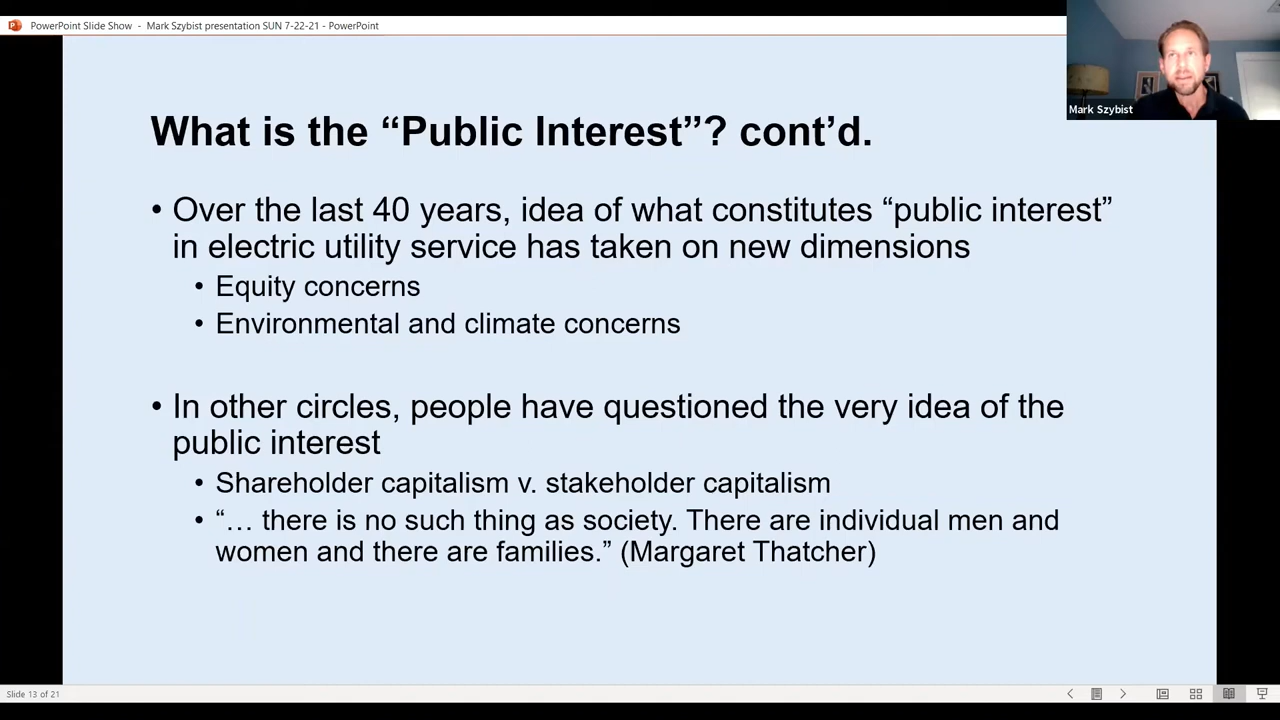 PowerPoint Slide Show - Mark Szybist presentation SUN 7-22-21 - PowerPoint
Mark Szybist
What is the “Public Interest”? cont’d.
• Over the last 40 years, idea of what constitutes “public interest”
in electric utility service has taken on new dimensions
• Equity concerns
• Environmental and climate concerns
• In other circles, people have questioned the very idea of the
public interest
• Shareholder capitalism v. stakeholder capitalism
• “… there is no such thing as society. There are individual men and
women and there are families.” (Margaret Thatcher)
Slide 13 of 21